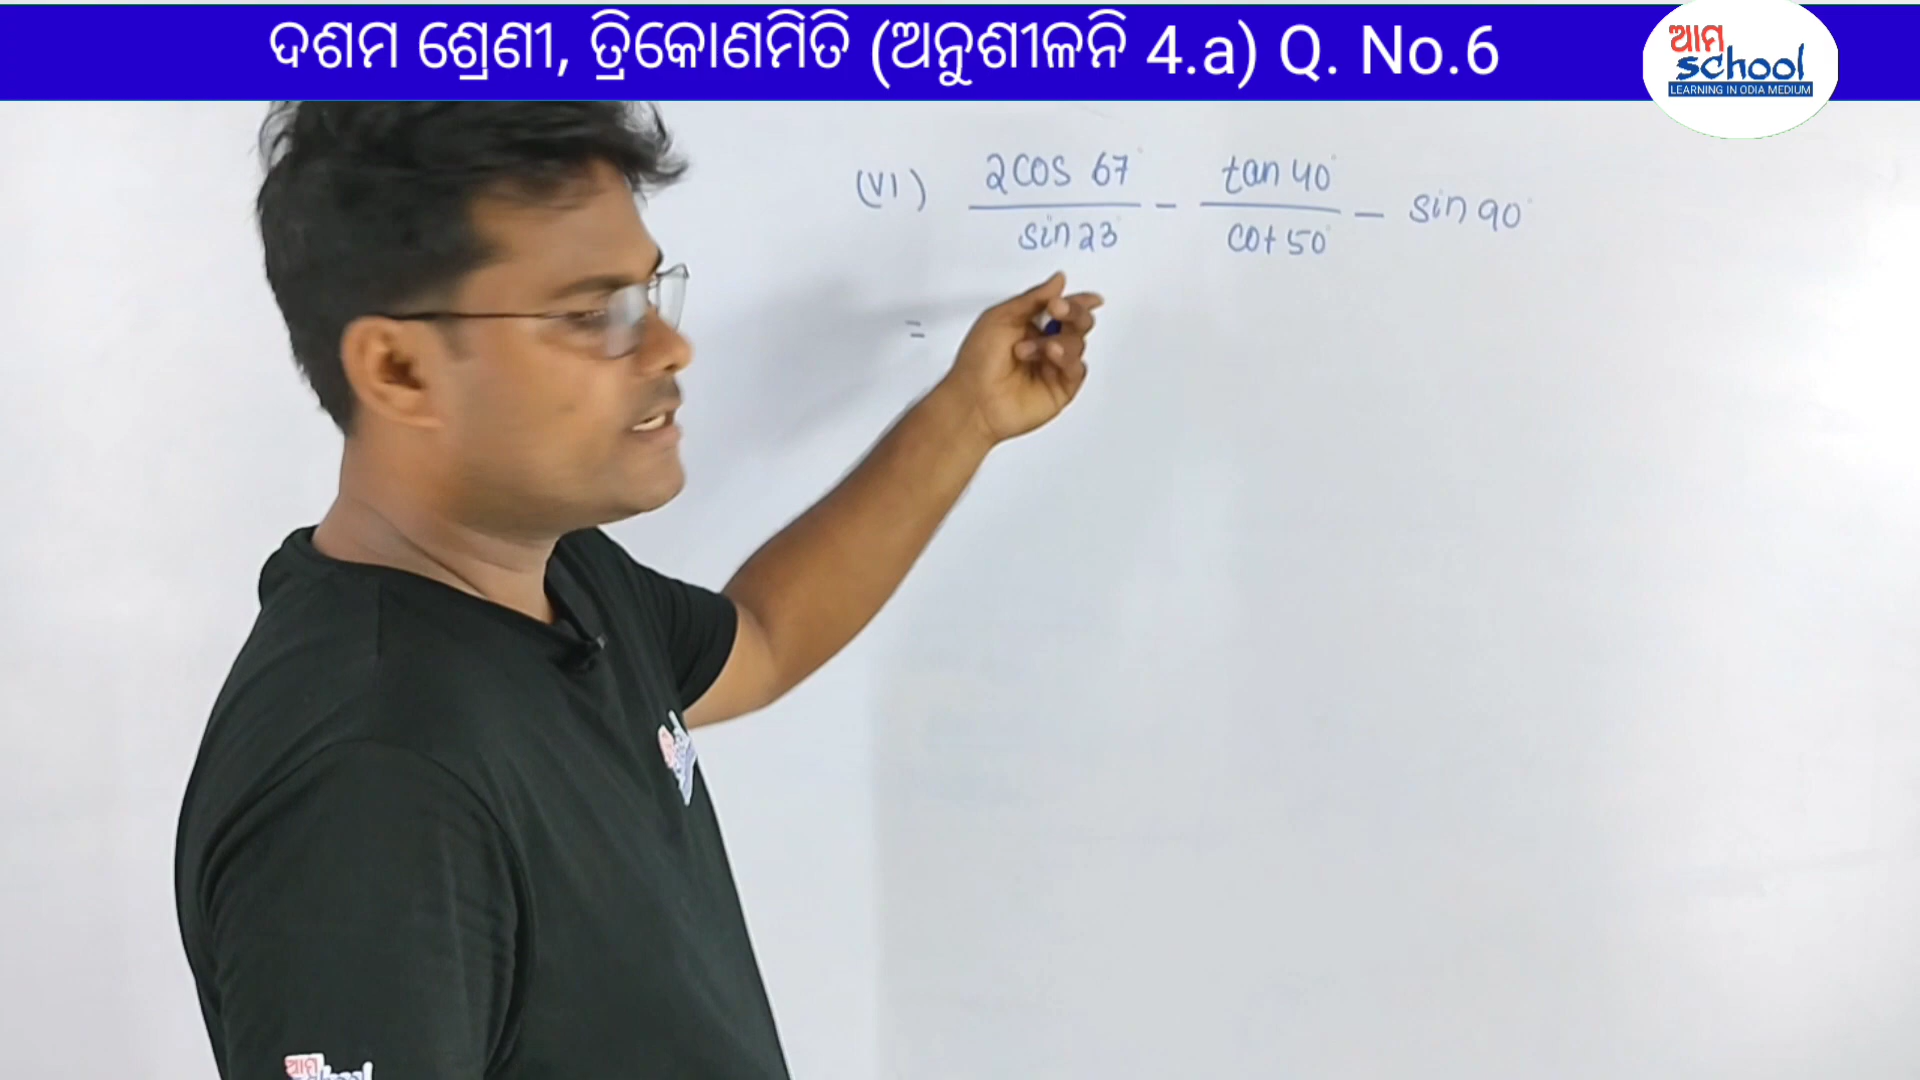 ଦଶମ ଶ୍ରେଣୀ, ତ୍ରିକୋଣମିତି (ଅନୁଶୀଳନି 4.a) Q. No.6
ଆମ
School
LEARNING IN ODIA MEDIUM
(VI) 2cos 67° / sin 23° - tan 40° / cot 50° - sin 90°
=
ଆମ